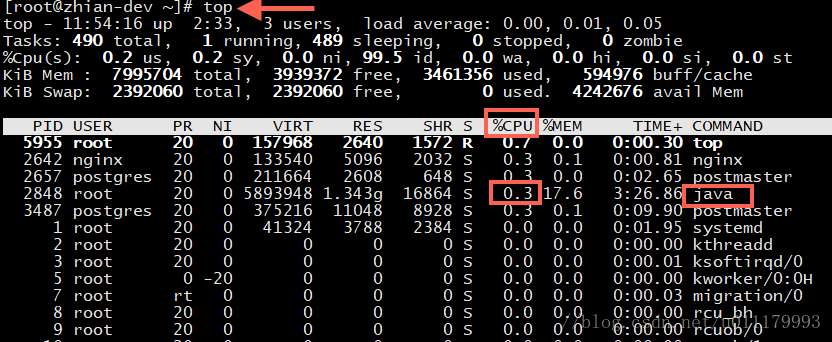 [root@zhian-dev ~]# top
top - 11:54:16 up  2:33,  3 users,  load average: 0.00, 0.01, 0.05
Tasks: 490 total,   1 running, 489 sleeping,   0 stopped,   0 zombie
%Cpu(s):  0.2 us,  0.2 sy,  0.0 ni, 99.5 id,  0.0 wa,  0.0 hi,  0.0 si,  0.0 st
KiB Mem :  7995704 total,  3939372 free,  3461356 used,   594976 buff/cache
KiB Swap:  2392060 total,  2392060 free,        0 used.  4242676 avail Mem
PID USER PR NI VIRT RES SHR S %CPU %MEM TIME+ COMMAND
5955 root 20 0 157968 2640 1572 R 0.7 0.0 0:00.30 top
2642 nginx 20 0 133540 5096 2032 S 0.3 0.1 0:00.81 nginx
2657 postgres 20 0 211664 2608 648 S 0.3 0.0 0:02.65 postmaster
2848 root 20 0 5893948 1.343g 16864 S 0.3 17.6 3:26.86 java
3487 postgres 20 0 375216 11048 8928 S 0.3 0.1 0:09.90 postmaster
1 root 20 0 41324 3788 2384 S 0.0 0.0 0:01.95 systemd
2 root 20 0 0 0 0 S 0.0 0.0 0:00.00 kthreadd
3 root 20 0 0 0 0 S 0.0 0.0 0:00.01 ksoftirqd/0
5 root 0 -20 0 0 0 S 0.0 0.0 0:00.00 kworker/0:0H
7 root rt 0 0 0 0 S 0.0 0.0 0:00.03 migration/0
8 root 20 0 0 0 0 S 0.0 0.0 0:00.00 rcu_bh
9 root 20 0 0 0 0 S 0.0 0.0 0:00.00 rcuob/0